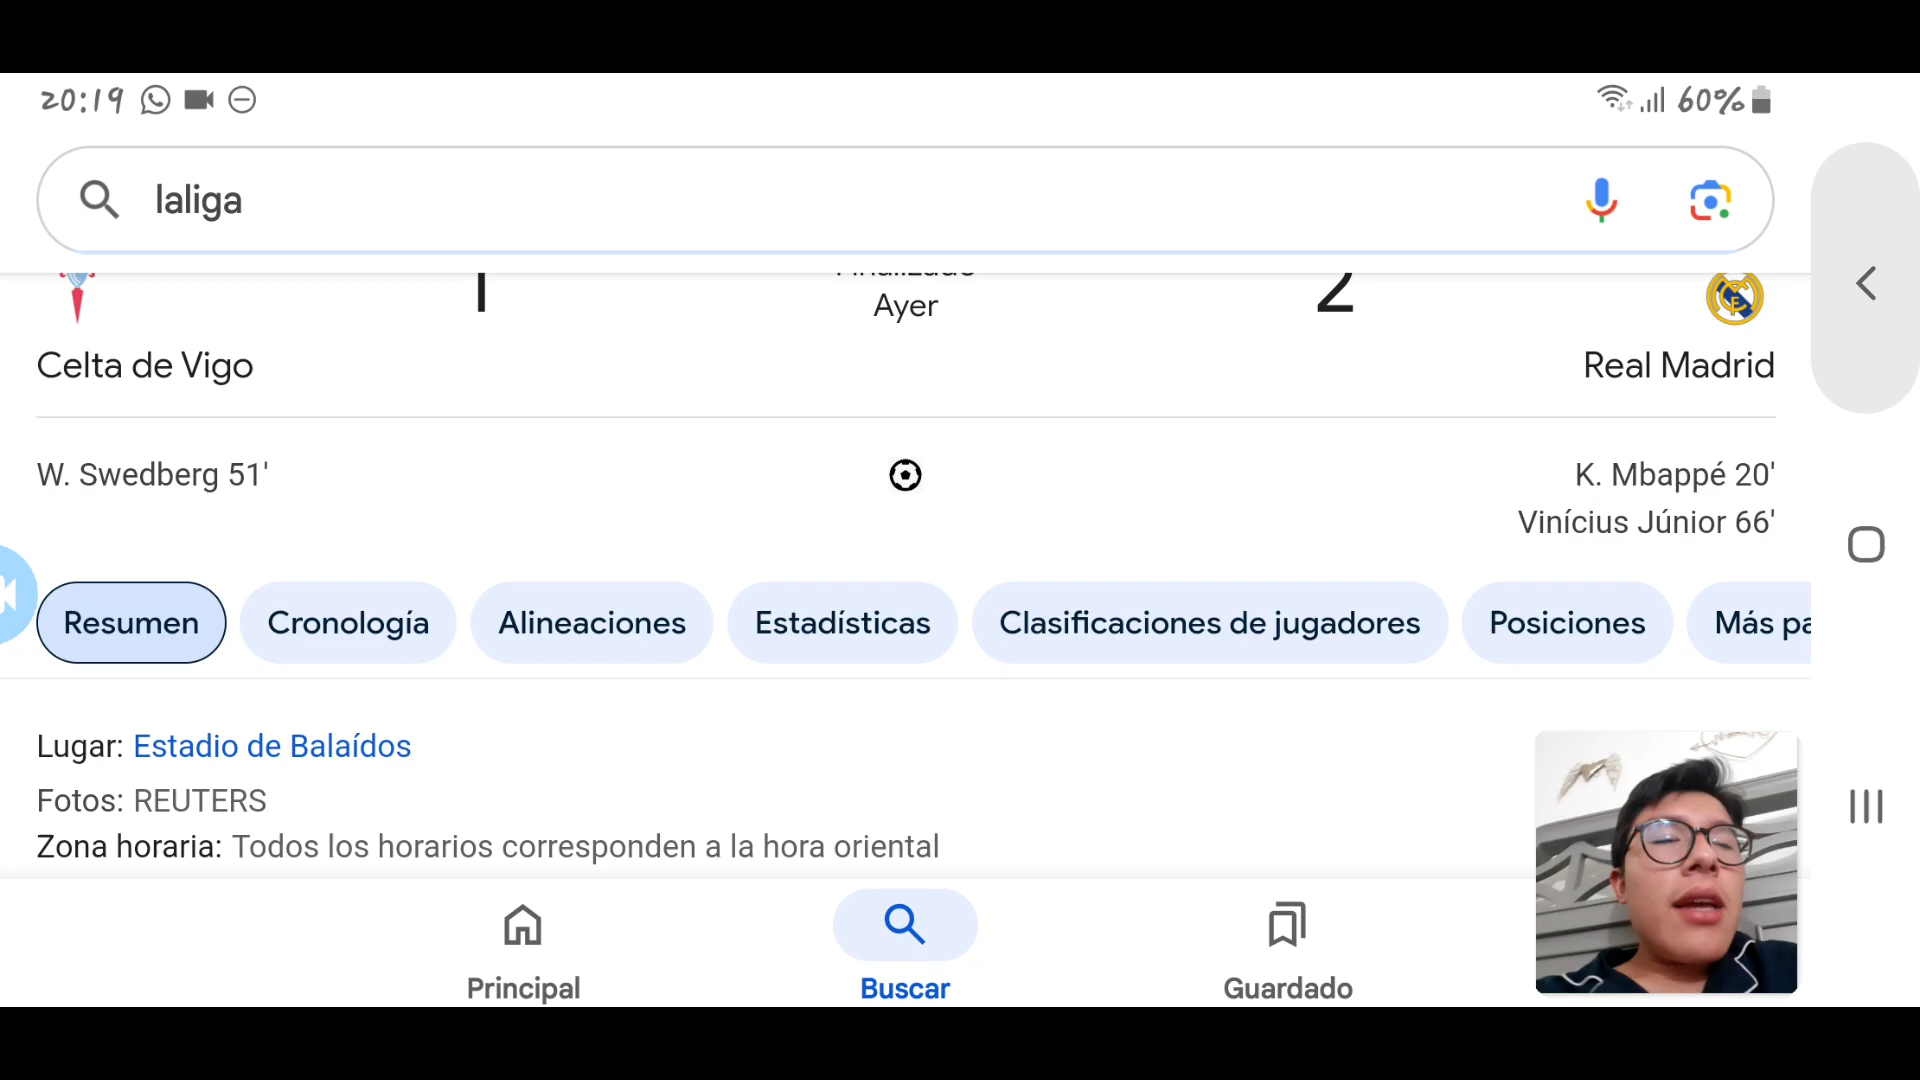 20:19
60%
laliga
1
Finalizado
2
Ayer
Celta de Vigo
Real Madrid
W. Swedberg 51'
K. Mbappé 20'
Vinícius Júnior 66'
Resumen
Cronología
Alineaciones
Estadísticas
Clasificaciones de jugadores
Posiciones
Más pa
Lugar: Estadio de Balaídos
Fotos: REUTERS
Zona horaria: Todos los horarios corresponden a la hora oriental
Principal
Buscar
Guardado